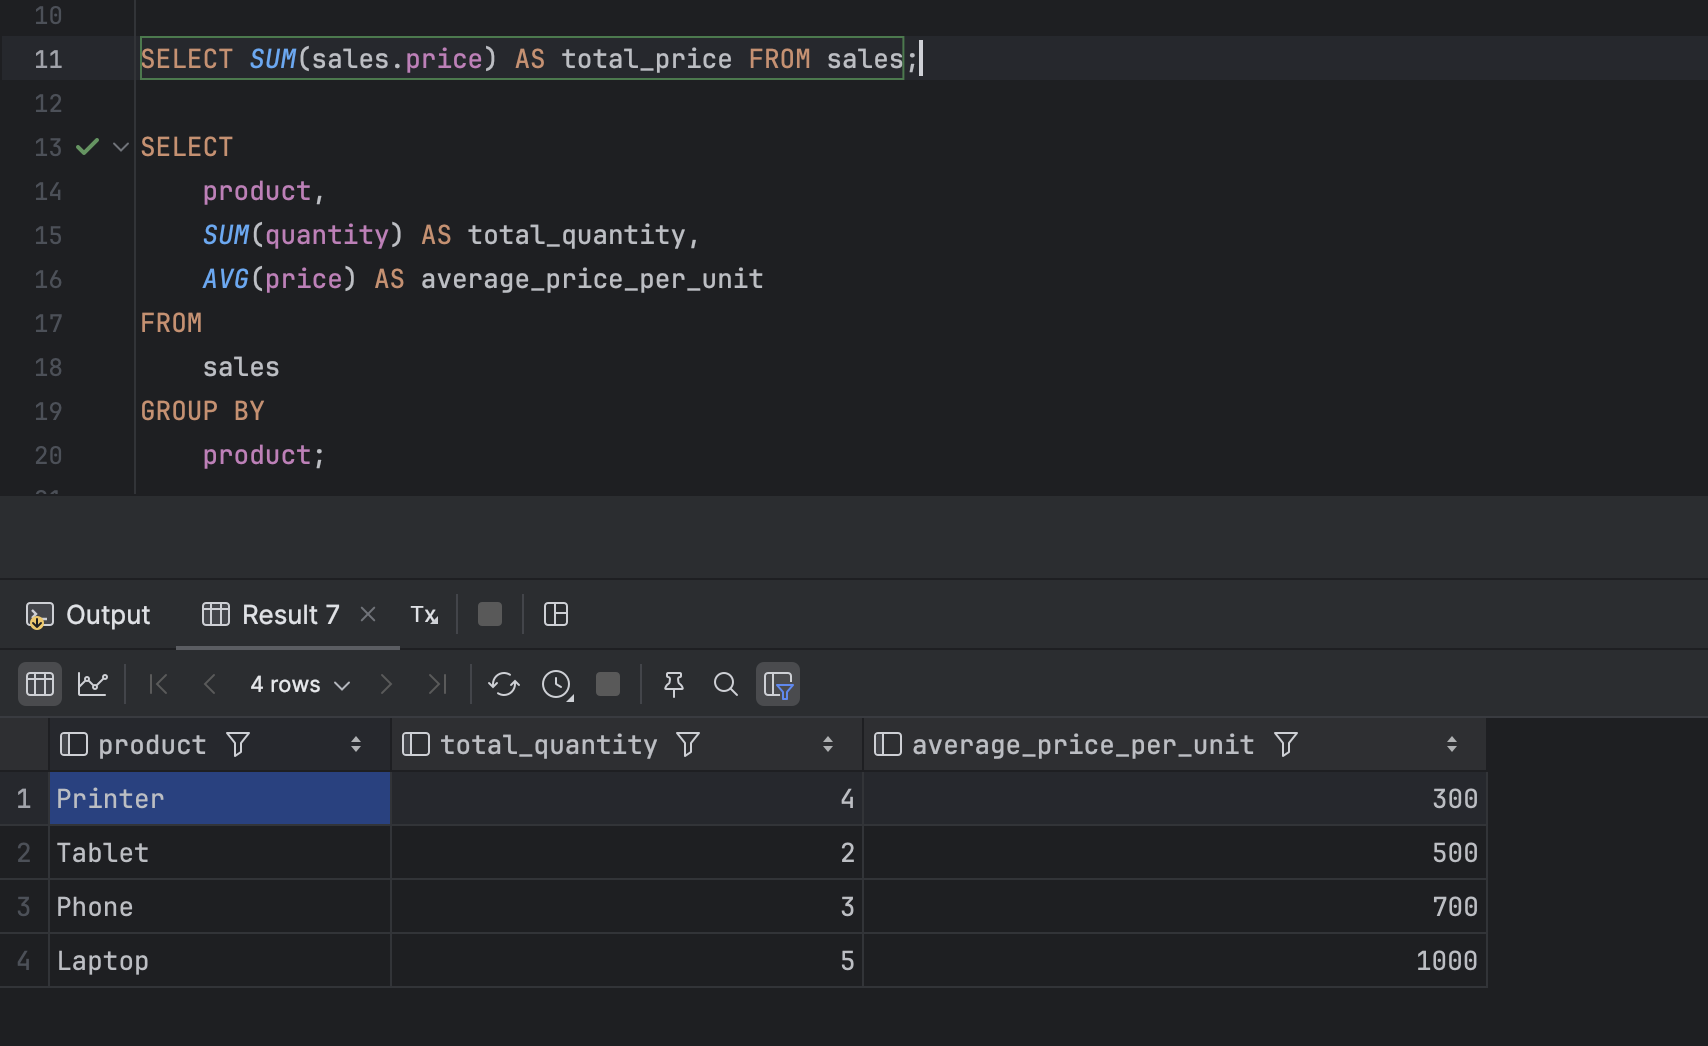 10
11 SELECT SUM(sales.price) AS total_price FROM sales;
12
13 SELECT
14 product,
15 SUM(quantity) AS total_quantity,
16 AVG(price) AS average_price_per_unit
17 FROM
18 sales
19 GROUP BY
20 product;
Output Result 7 Tx
4 rows
product total_quantity average_price_per_unit
1 Printer 4 300
2 Tablet 2 500
3 Phone 3 700
4 Laptop 5 1000